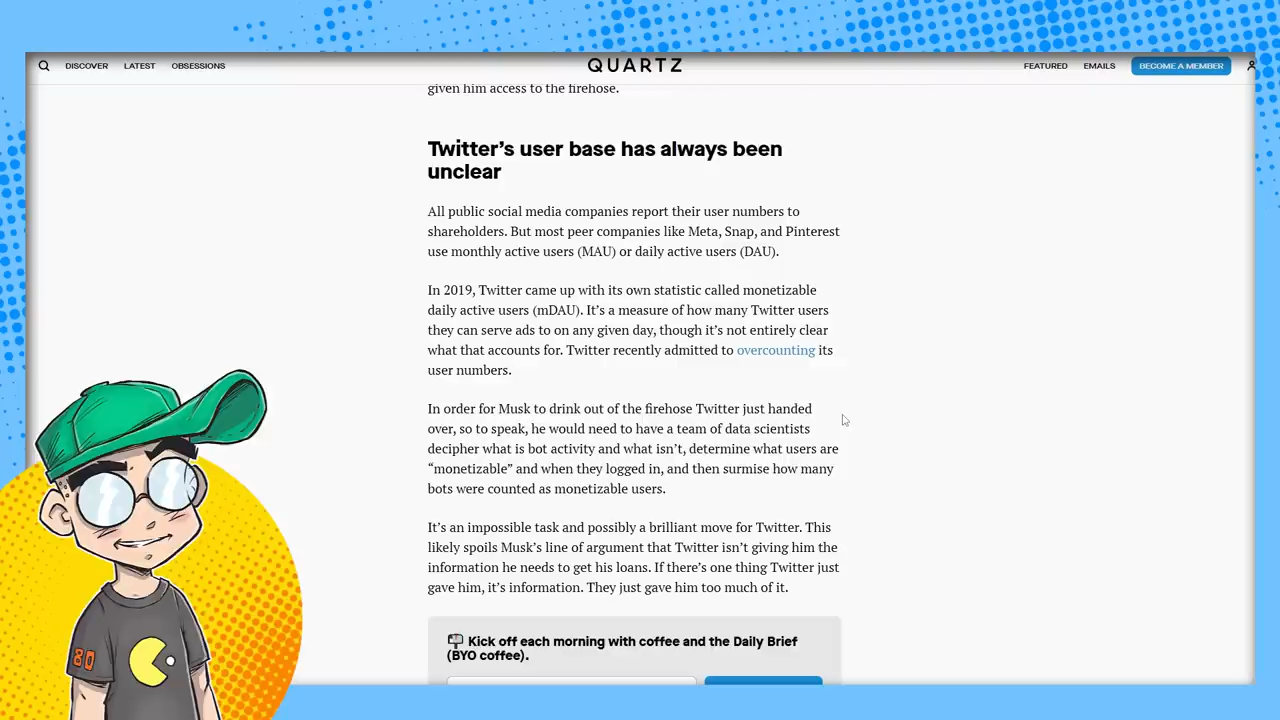 DISCOVER LATEST OBSESSIONS QUARTZ FEATURED EMAILS BECOME A MEMBER
given him access to the firehose.
Twitter’s user base has always been
unclear
All public social media companies report their user numbers to
shareholders. But most peer companies like Meta, Snap, and Pinterest
use monthly active users (MAU) or daily active users (DAU).
In 2019, Twitter came up with its own statistic called monetizable
daily active users (mDAU). It’s a measure of how many Twitter users
they can serve ads to on any given day, though it’s not entirely clear
what that accounts for. Twitter recently admitted to overcounting its
user numbers.
In order for Musk to drink out of the firehose Twitter just handed
over, so to speak, he would need to have a team of data scientists
decipher what is bot activity and what isn’t, determine what users are
“monetizable” and when they logged in, and then surmise how many
bots were counted as monetizable users.
It’s an impossible task and possibly a brilliant move for Twitter. This
likely spoils Musk’s line of argument that Twitter isn’t giving him the
information he needs to get his loans. If there’s one thing Twitter just
gave him, it’s information. They just gave him too much of it.
Kick off each morning with coffee and the Daily Brief
(BYO coffee).
80